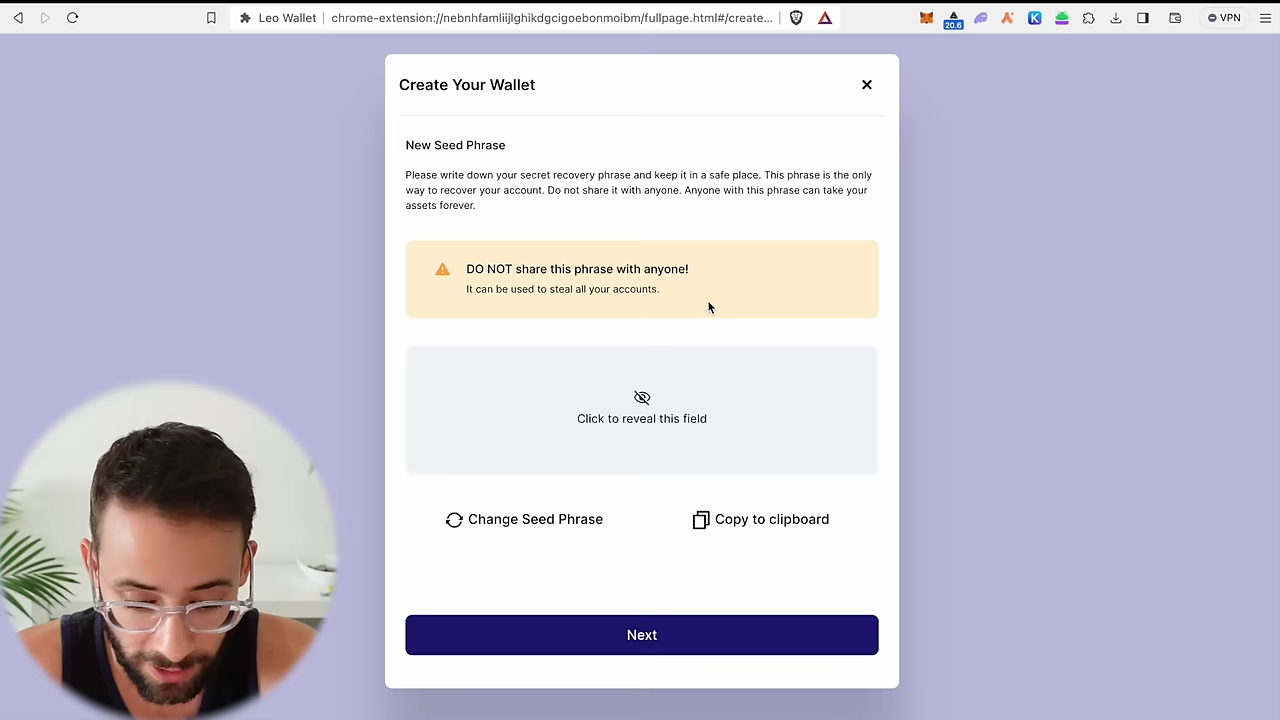 Leo Wallet
chrome-extension://nebnhfamliijlghikdgcigoebonmoibm/fullpage.html#/create...
20.6
K
VPN
Create Your Wallet
New Seed Phrase
Please write down your secret recovery phrase and keep it in a safe place. This phrase is the only
way to recover your account. Do not share it with anyone. Anyone with this phrase can take your
assets forever.
DO NOT share this phrase with anyone!
It can be used to steal all your accounts.
Click to reveal this field
Change Seed Phrase
Copy to clipboard
Next